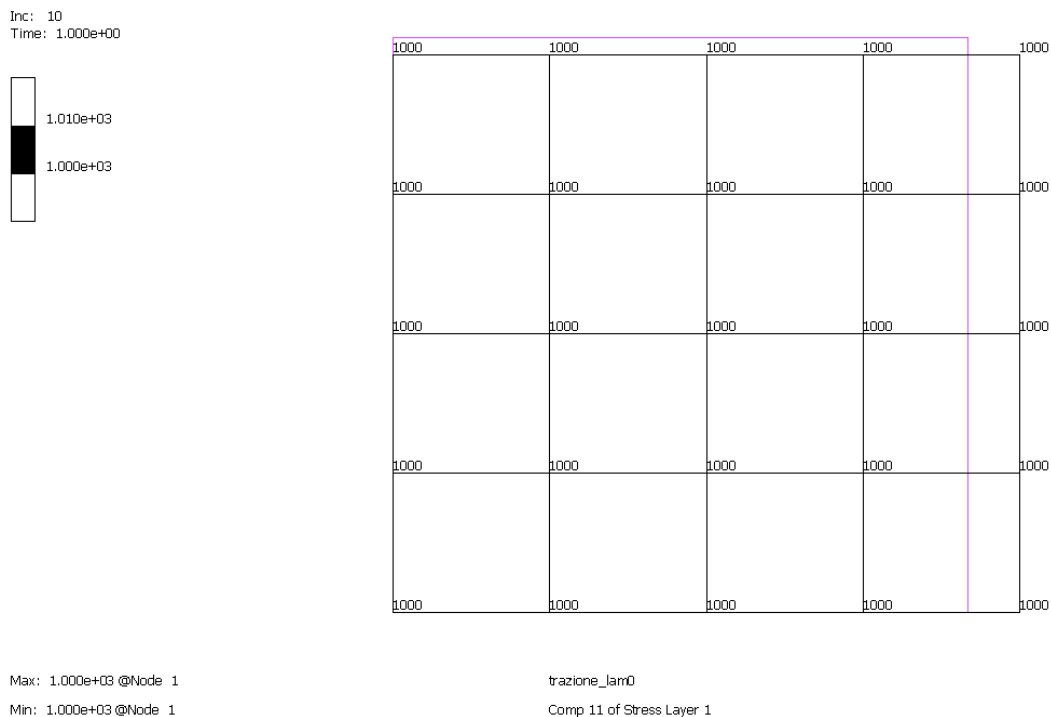 Inc: 10
Time: 1.000e+00
1.010e+03
1.000e+03
1000 1000 1000 1000 1000
1000 1000 1000 1000 1000
1000 1000 1000 1000 1000
1000 1000 1000 1000 1000
1000 1000 1000 1000 1000
Max: 1.000e+03 @Node 1
trazione_lam0
Min: 1.000e+03 @Node 1
Comp 11 of Stress Layer 1